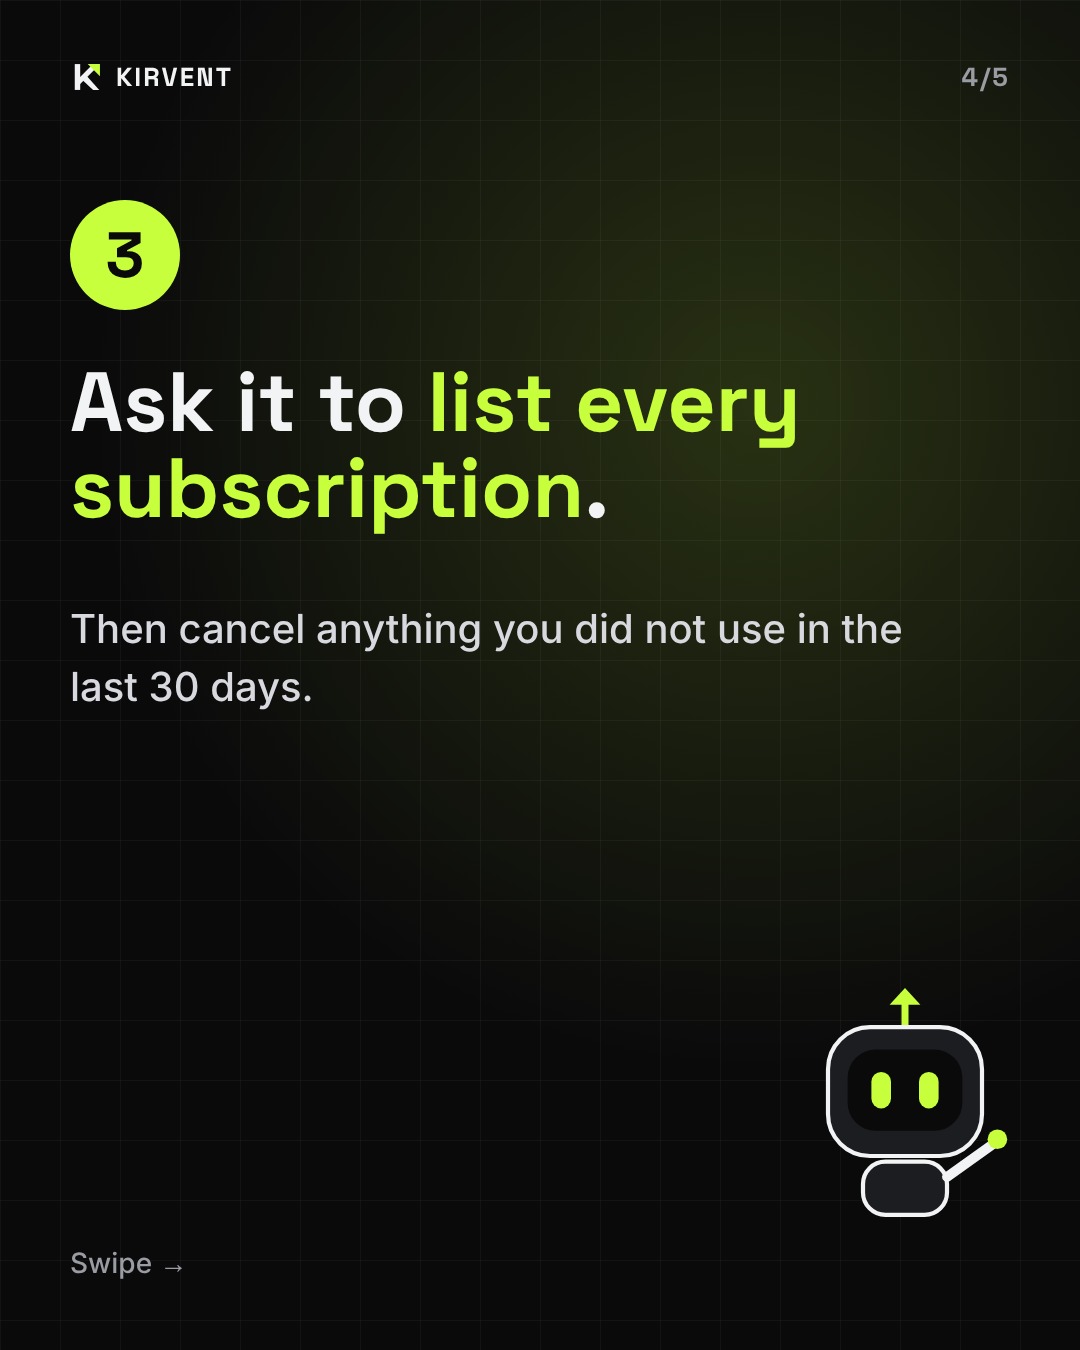 KIRVENT
4/5
3
Ask it to list every
subscription.
Then cancel anything you did not use in the
last 30 days.
Swipe →